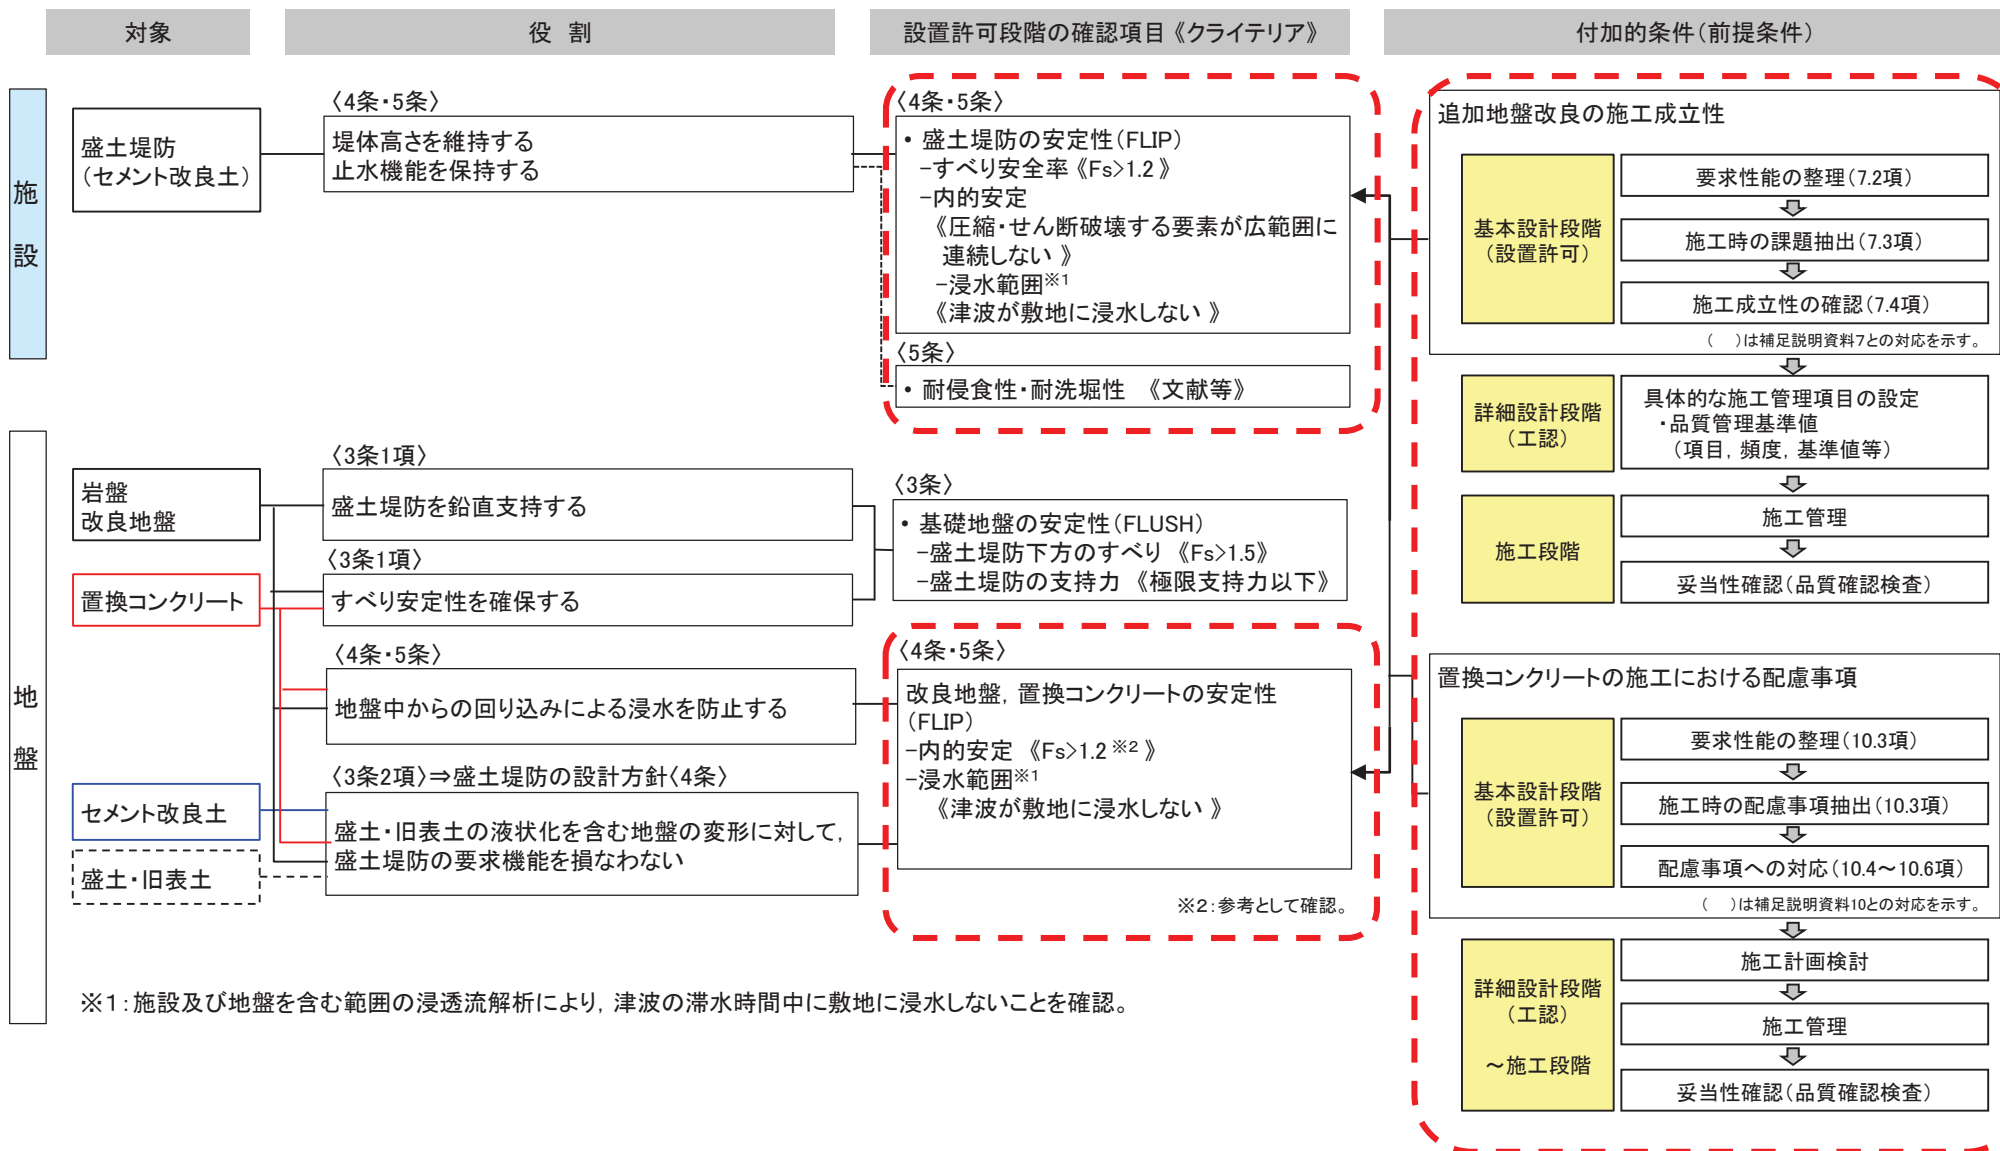 対象
役 割
設置許可段階の確認項目《クライテリア》
付加的条件(前提条件)
施設
盛土堤防
(セメント改良土)
〈4条・5条〉
堤体高さを維持する
止水機能を保持する
〈4条・5条〉
• 盛土堤防の安定性(FLIP)
−すべり安全率《Fs>1.2 》
−内的安定
《圧縮・せん断破壊する要素が広範囲に
連続しない 》
−浸水範囲※1
《津波が敷地に浸水しない 》
〈5条〉
• 耐侵食性・耐洗堀性 《文献等》
地盤
岩盤
改良地盤
置換コンクリート
セメント改良土
盛土・旧表土
〈3条1項〉
盛土堤防を鉛直支持する
〈3条1項〉
すべり安定性を確保する
〈4条・5条〉
地盤中からの回り込みによる浸水を防止する
〈3条2項〉⇒盛土堤防の設計方針〈4条〉
盛土・旧表土の液状化を含む地盤の変形に対して,
盛土堤防の要求機能を損なわない
〈3条〉
• 基礎地盤の安定性(FLUSH)
−盛土堤防下方のすべり 《Fs>1.5》
−盛土堤防の支持力 《極限支持力以下》
〈4条・5条〉
改良地盤, 置換コンクリートの安定性
(FLIP)
−内的安定 《Fs>1.2 ※2 》
−浸水範囲※1
《津波が敷地に浸水しない 》
※2:参考として確認。
※1:施設及び地盤を含む範囲の浸透流解析により, 津波の滞水時間中に敷地に浸水しないことを確認。
追加地盤改良の施工成立性
基本設計段階
(設置許可)
要求性能の整理(7.2項)
施工時の課題抽出(7.3項)
施工成立性の確認(7.4項)
( )は補足説明資料7との対応を示す。
詳細設計段階
(工認)
具体的な施工管理項目の設定
・品質管理基準値
(項目, 頻度, 基準値等)
施工段階
施工管理
妥当性確認(品質確認検査)
置換コンクリートの施工における配慮事項
基本設計段階
(設置許可)
要求性能の整理(10.3項)
施工時の配慮事項抽出(10.3項)
配慮事項への対応(10.4~10.6項)
( )は補足説明資料10との対応を示す。
詳細設計段階
(工認)
~施工段階
施工計画検討
施工管理
妥当性確認(品質確認検査)